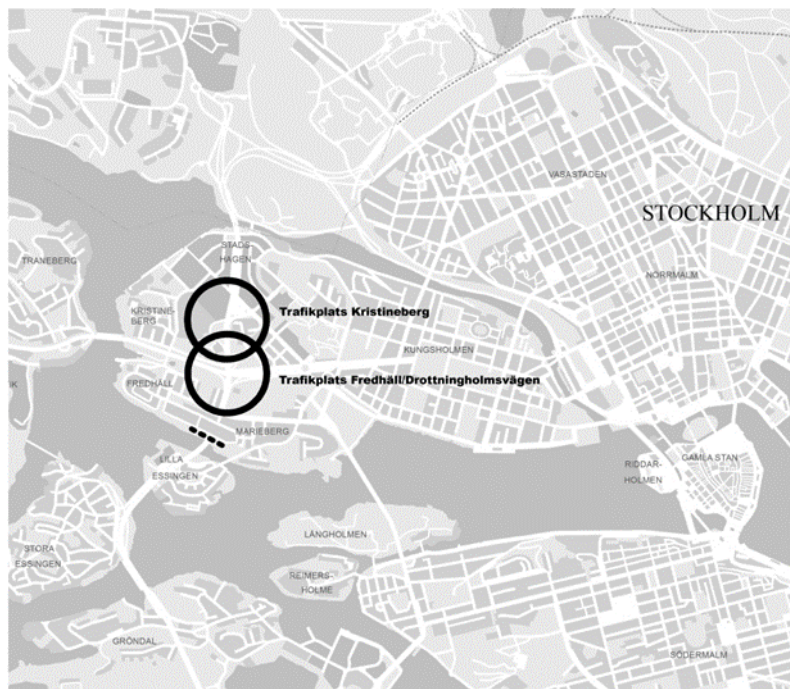 VASASTADEN
STOCKHOLM
STADS-
HAGEN
TRANEBERG
NORRMALM
KRISTINE-
BERG
Trafikplats Kristineberg
KUNGSHOLMEN
Trafikplats Fredhäll/Drottningholmsvägen
FREDHÄLL
MARIEBERG
LILLA
ESSINGEN
GAMLA STAN
RIDDAR-
HOLMEN
LÅNGHOLMEN
STORA
ESSINGEN
REIMERS-
HOLME
GRÖNDAL
SÖDERMALM